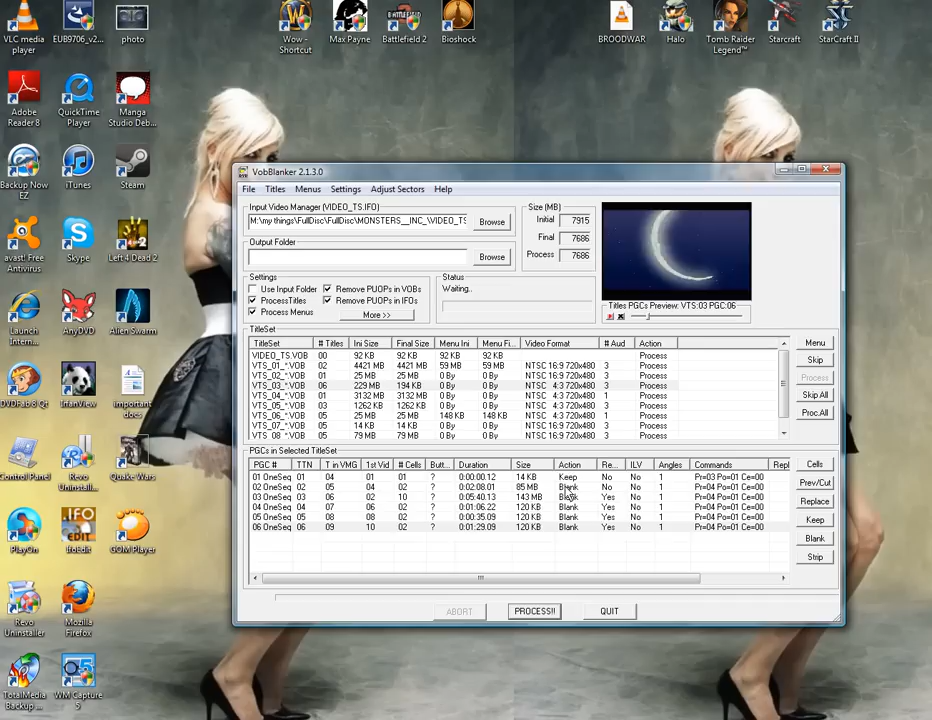 VLC media player
EUB9706_v2...
photo
Wow - Shortcut
Max Payne
Battlefield 2
Bioshock
BROODWAR
Halo
Tomb Raider Legend™
Starcraft
StarCraft II
Adobe Reader 8
QuickTime Player
Manga Studio Deb...
Backup Now EZ
iTunes
Steam
avast! Free Antivirus
Skype
Left 4 Dead 2
Launch Intern...
AnyDVD
Alien Swarm
DVDFab 8 Qt
IrfanView
important docs
Control Panel
Revo Uninstall...
Quake Wars
PlayOn
IfoEdit
GOM Player
Revo Uninstaller
Mozilla Firefox
TotalMedia Backup ...
WM Capture 5
VobBlanker 2.1.3.0
File Titles Menus Settings Adjust Sectors Help
Input Video Manager (VIDEO_TS.IFO)
M:\my things\FullDisc\FullDisc\MONSTERS__INC_\VIDEO_TS
Browse
Output Folder
Browse
Size (MB)
Initial 7915
Final 7686
Process 7686
Settings
Use Input Folder Remove PUOPs in VOBs
ProcessTitles Remove PUOPs in IFOs
Process Menus More >>
Status
Waiting..
Titles PGCs Preview: VTS:03 PGC:06
TitleSet
TitleSet # Titles Ini Size Final Size Menu Ini Menu Fi... Video Format # Aud Action
VIDEO_TS.VOB 00 92 KB 92 KB 92 KB 92 KB Process
VTS_01_*.VOB 02 4421 MB 4421 MB 59 MB 59 MB NTSC 16:9 720x480 3 Process
VTS_02_*.VOB 01 25 MB 25 MB 0 By 0 By NTSC 16:9 720x480 3 Process
VTS_03_*.VOB 06 229 MB 194 KB 0 By 0 By NTSC 4:3 720x480 3 Process
VTS_04_*.VOB 01 3132 MB 3132 MB 0 By 0 By NTSC 4:3 720x480 1 Process
VTS_05_*.VOB 03 1262 KB 1262 KB 0 By 0 By NTSC 16:9 720x480 3 Process
VTS_06_*.VOB 05 25 MB 25 MB 148 KB 148 KB NTSC 4:3 720x480 1 Process
VTS_07_*.VOB 05 14 KB 14 KB 0 By 0 By NTSC 16:9 720x480 3 Process
VTS_08_*.VOB 05 79 MB 79 MB 0 By 0 By NTSC 16:9 720x480 3 Process
Menu
Skip
Process
Skip All
Proc.All
PGCs in Selected TitleSet
PGC # TTN T in VMG 1st Vid # Cells Butt... Duration Size Action Re... ILV Angles Commands Repl
01 OneSeq 01 04 01 01 ? 0:00:00.12 14 KB Keep No No 1 Pr=03 Po=01 Ce=00
02 OneSeq 02 05 04 02 ? 0:02:08.01 85 MB Blank No No 1 Pr=04 Po=01 Ce=00
03 OneSeq 03 06 02 10 ? 0:05:40.13 143 MB Blank Yes No 1 Pr=04 Po=01 Ce=00
04 OneSeq 04 07 06 02 ? 0:01:06.22 120 KB Blank Yes No 1 Pr=04 Po=01 Ce=00
05 OneSeq 05 08 08 02 ? 0:00:35.09 120 KB Blank Yes No 1 Pr=04 Po=01 Ce=00
06 OneSeq 06 09 10 02 ? 0:01:29.09 120 KB Blank Yes No 1 Pr=04 Po=01 Ce=00
Cells
Prev/Cut
Replace
Keep
Blank
Strip
ABORT PROCESS!! QUIT